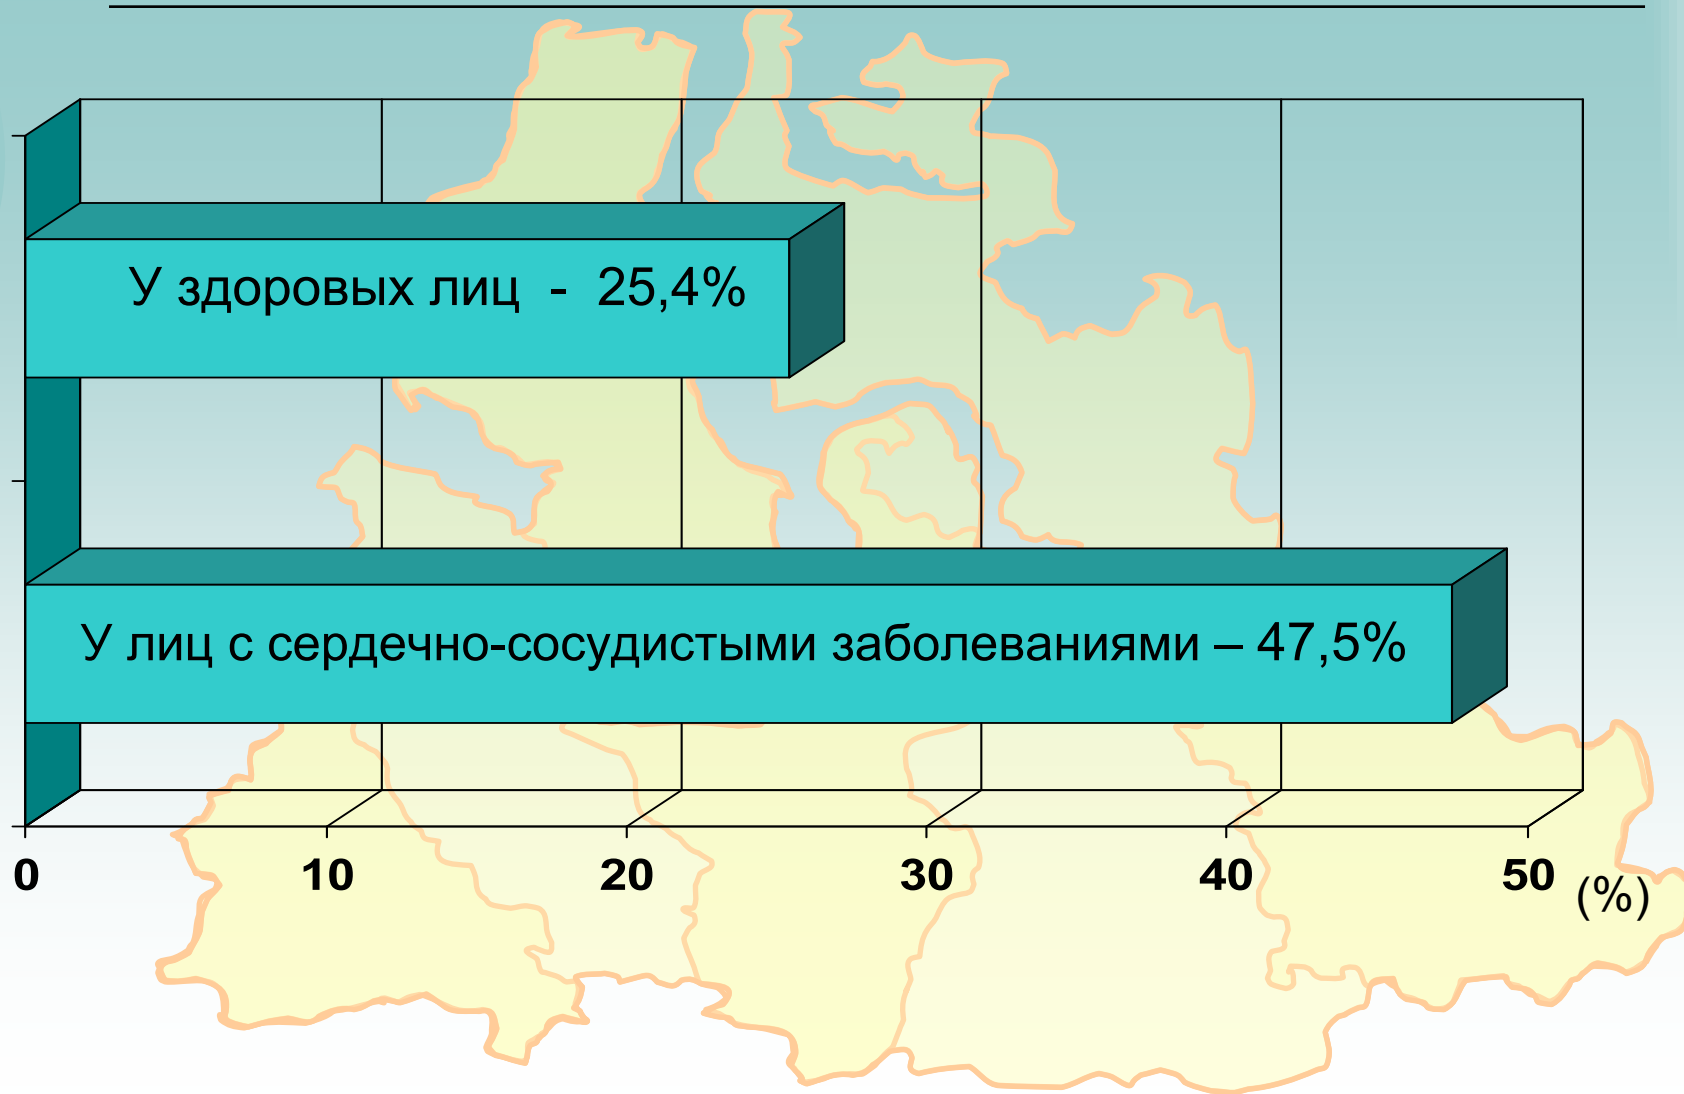 У здоровых лиц - 25,4%
У лиц с сердечно-сосудистыми заболеваниями – 47,5%
0 10 20 30 40 50 (%)